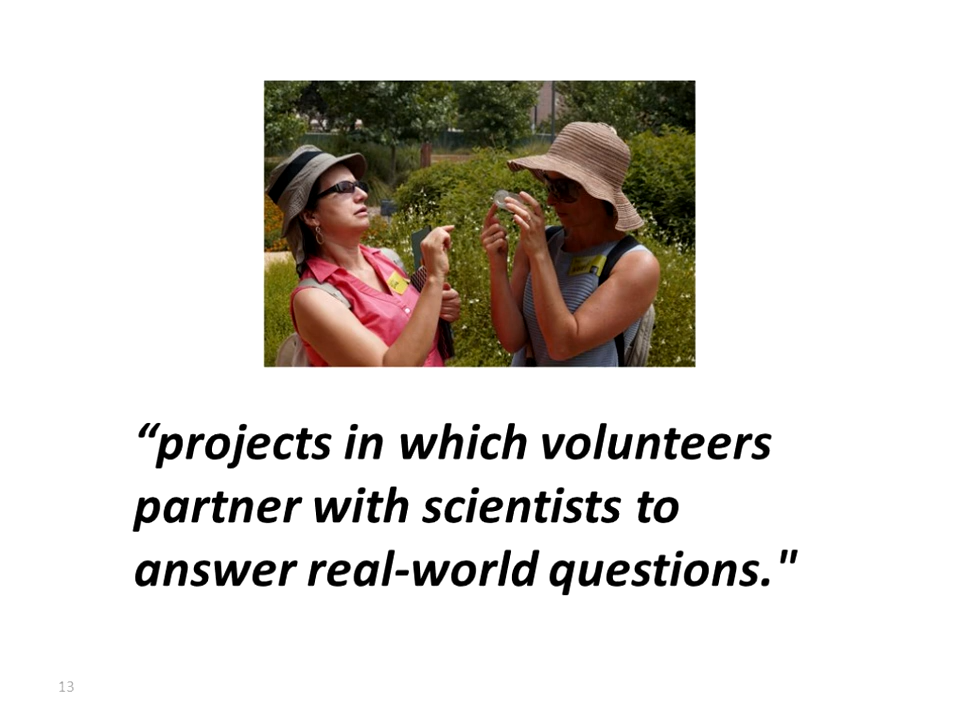 “projects in which volunteers
partner with scientists to
answer real-world questions."
13